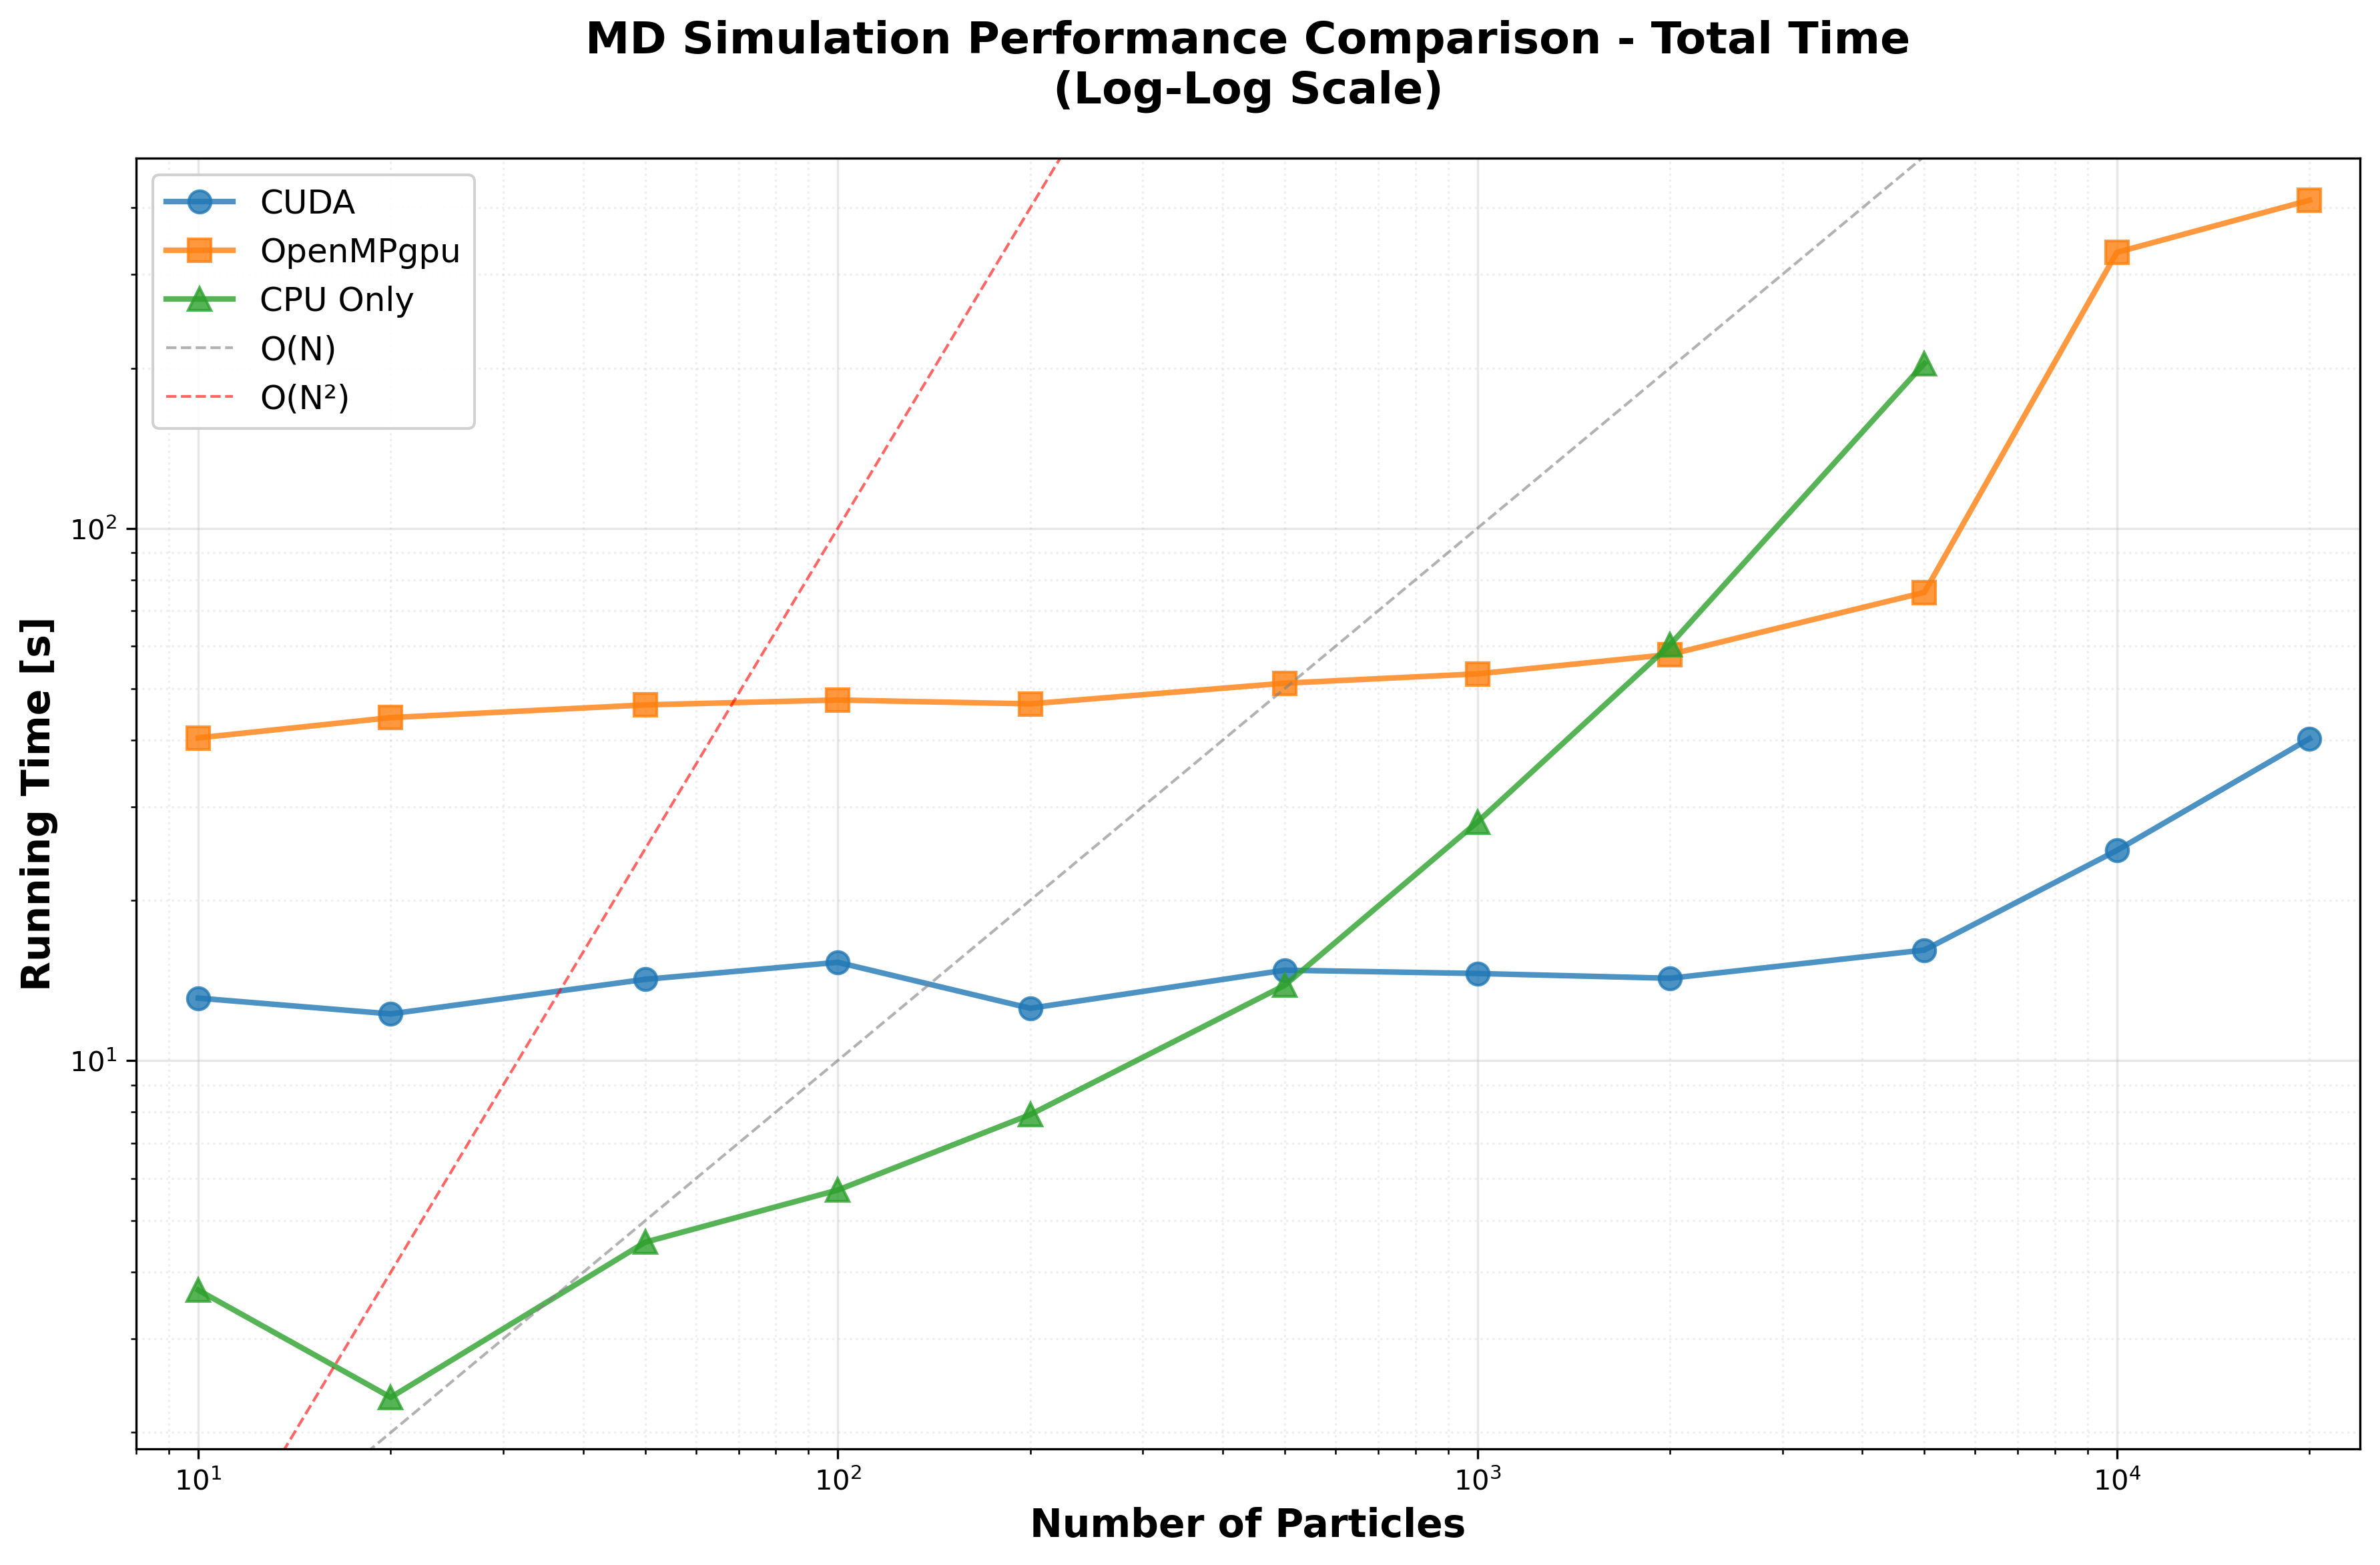 MD Simulation Performance Comparison - Total Time
(Log-Log Scale)
CUDA
OpenMPgpu
CPU Only
O(N)
O(N²)
Running Time [s]
10²
10¹
10¹
10²
10³
10⁴
Number of Particles